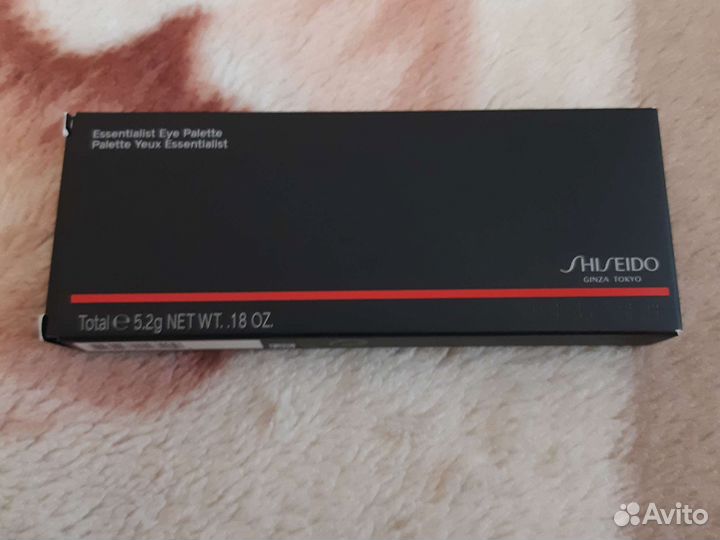 Essentialist Eye Palette
Palette Yeux Essentialist
SHISEIDO
GINZA TOKYO
Total ℮ 5.2g NET WT. .18 OZ.
Avito